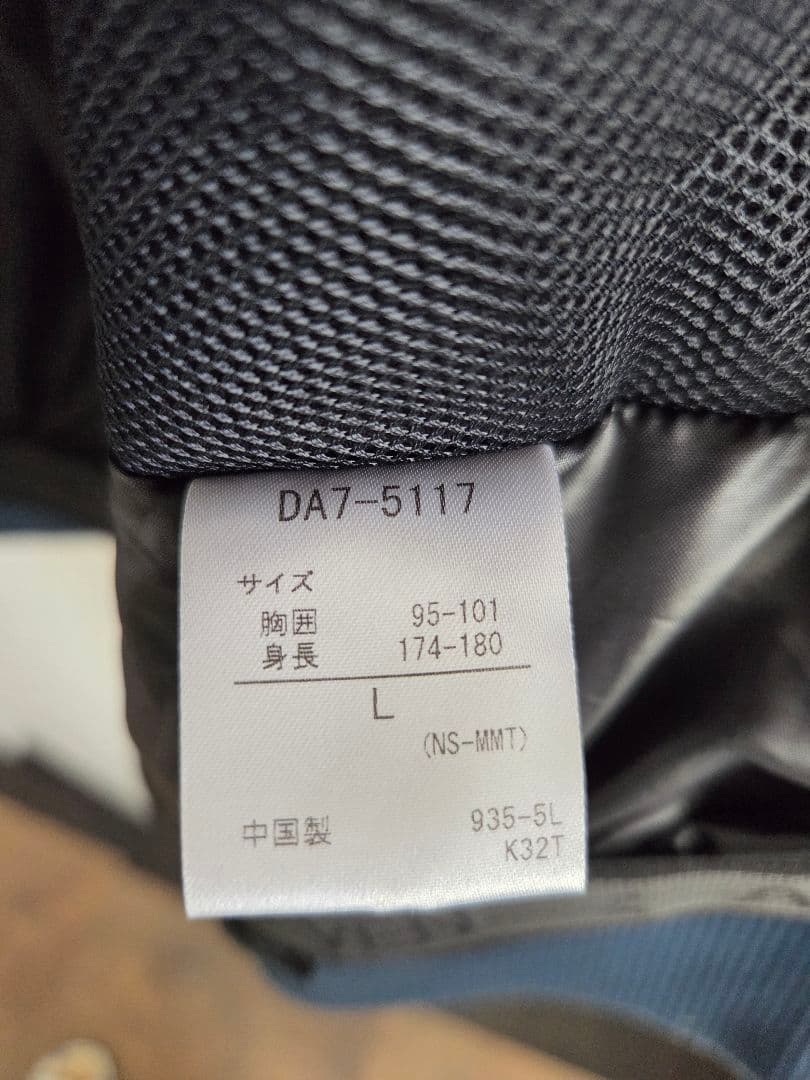 DA7-5117
サイズ
胸囲 95-101
身長 174-180
L
(NS-MMT)
中国製 935-5L
K32T